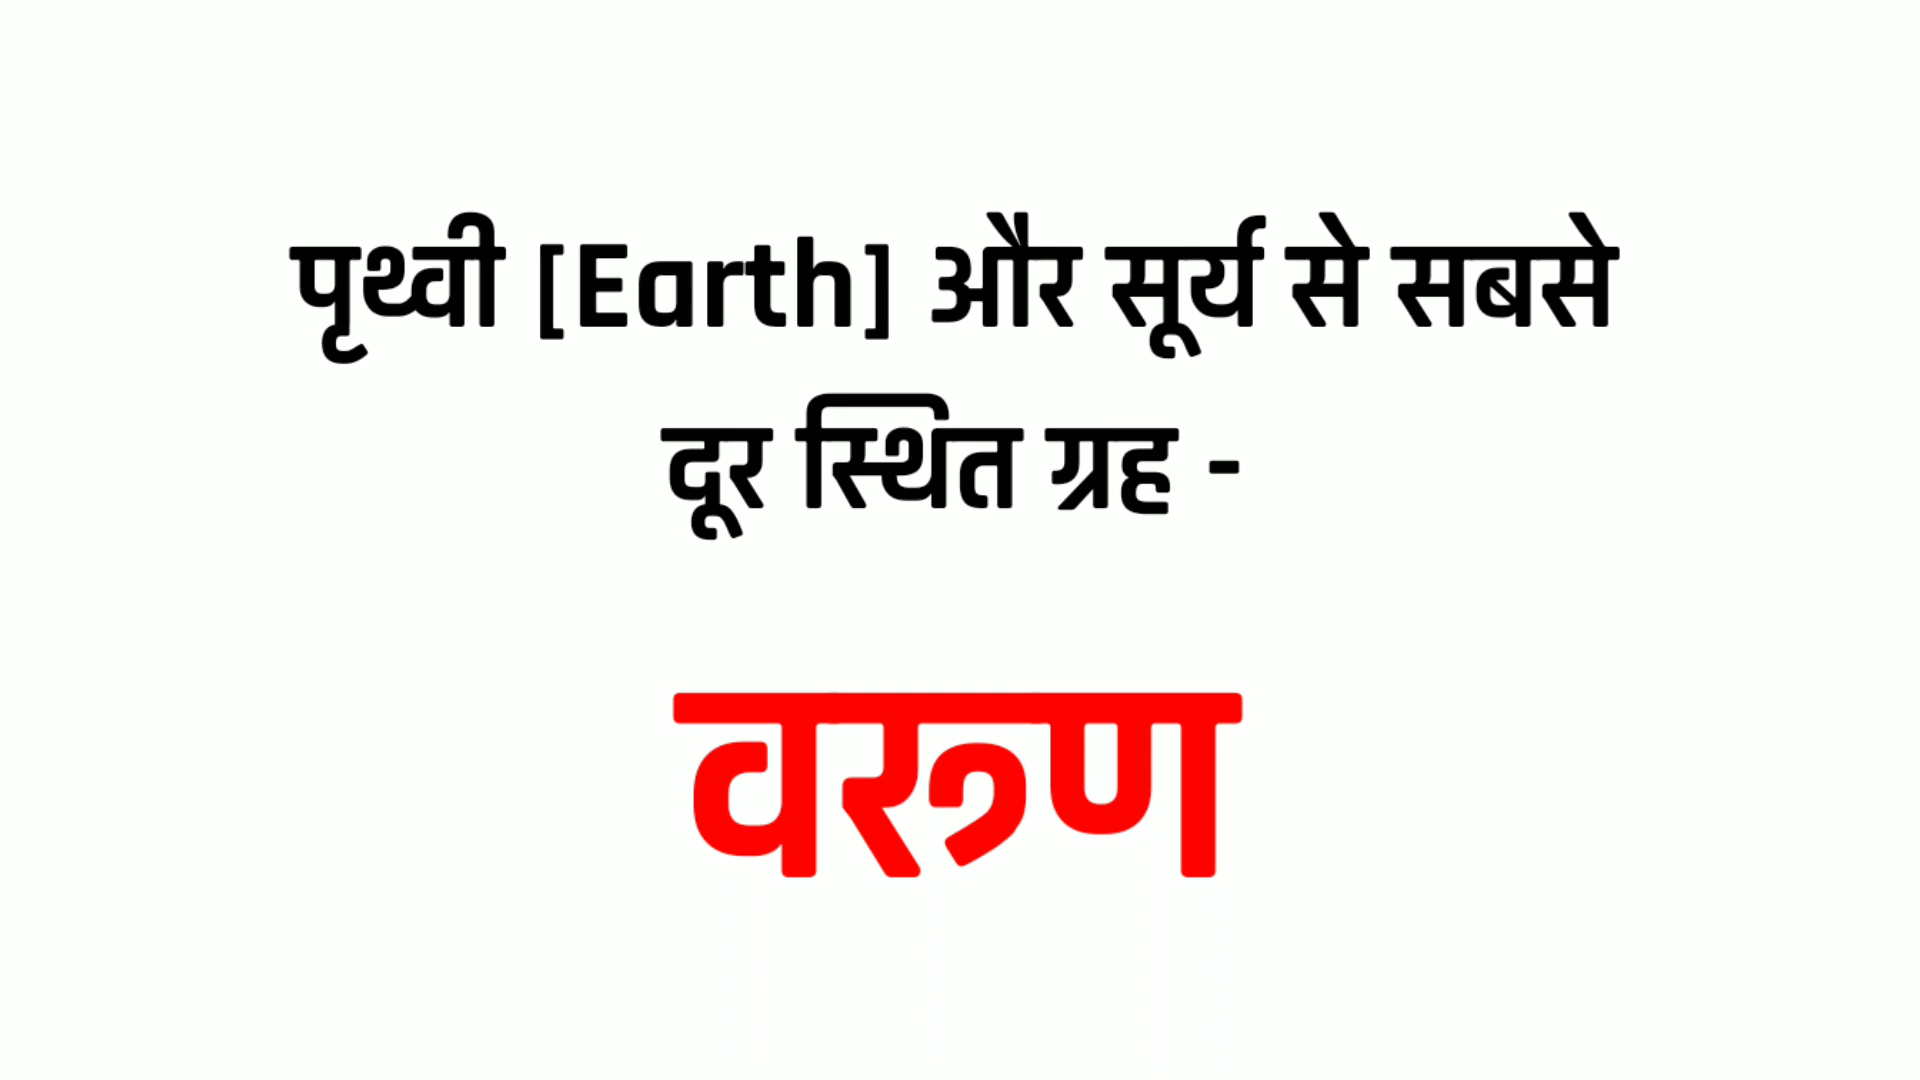 पृथ्वी [Earth] और सूर्य से सबसे
दूर स्थित ग्रह -
वरूण